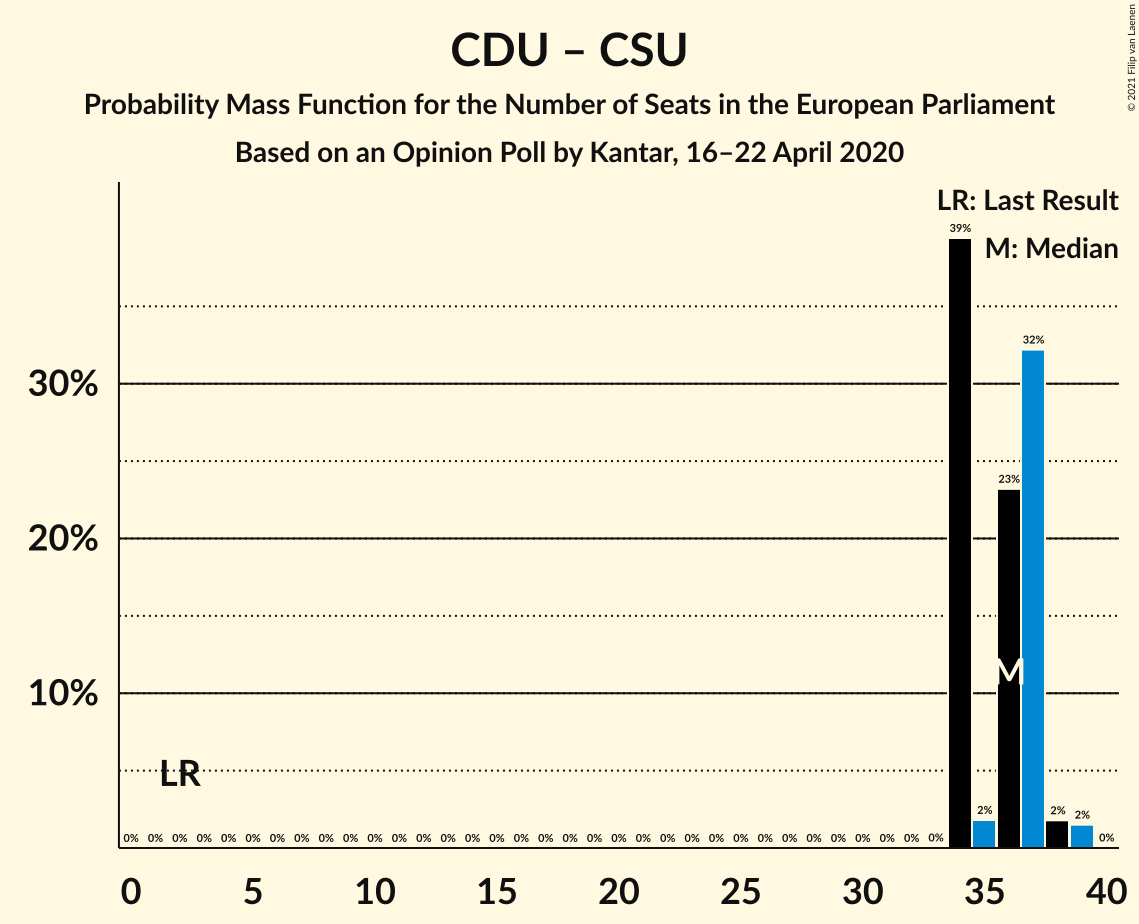 CDU – CSU
Probability Mass Function for the Number of Seats in the European Parliament
Based on an Opinion Poll by Kantar, 16–22 April 2020
© 2021 Filip van Laenen
LR: Last Result
M: Median
39%
32%
30%
23%
20%
M
10%
LR
2%
2%
2%
0% 0% 0% 0% 0% 0% 0% 0% 0% 0% 0% 0% 0% 0% 0% 0% 0% 0% 0% 0% 0% 0% 0% 0% 0% 0% 0% 0% 0% 0% 0% 0% 0% 0% 0%
0 5 10 15 20 25 30 35 40